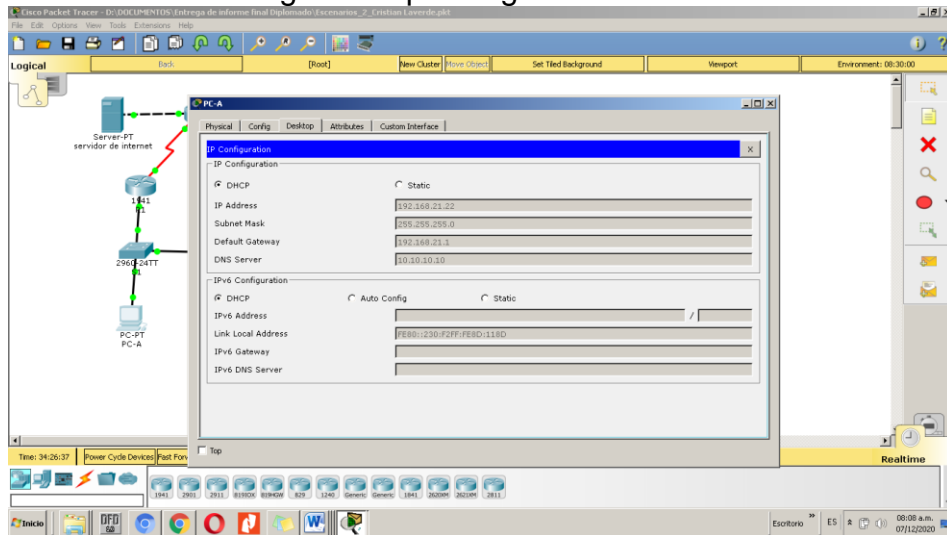 Cisco Packet Tracer - D:\DOCUMENTOS\Entrega de informe final Diplomado\Escenarios_2_Cristian Laverde.pkt
File Edit Options View Tools Extensions Help
Logical Back [Root] New Cluster Move Object Set Tiled Background Viewport Environment: 08:30:00
Server-PT
servidor de internet
1941
R1
2960-24TT
PC-PT
PC-A
PC-A
Physical Config Desktop Attributes Custom Interface
IP Configuration X
IP Configuration
DHCP Static
IP Address 192.168.21.22
Subnet Mask 255.255.255.0
Default Gateway 192.168.21.1
DNS Server 10.10.10.10
IPv6 Configuration
DHCP Auto Config Static
IPv6 Address /
Link Local Address FE80::230:F2FF:FE8D:118D
IPv6 Gateway
IPv6 DNS Server
Top
Time: 34:26:37 Power Cycle Devices Fast Forw
Realtime
1941 2901 2911 819IOX 819HGW 829 1240 Generic Generic 1841 2620XM 2621XM 2811
Inicio Escritorio ES 08:08 a.m.
07/12/2020